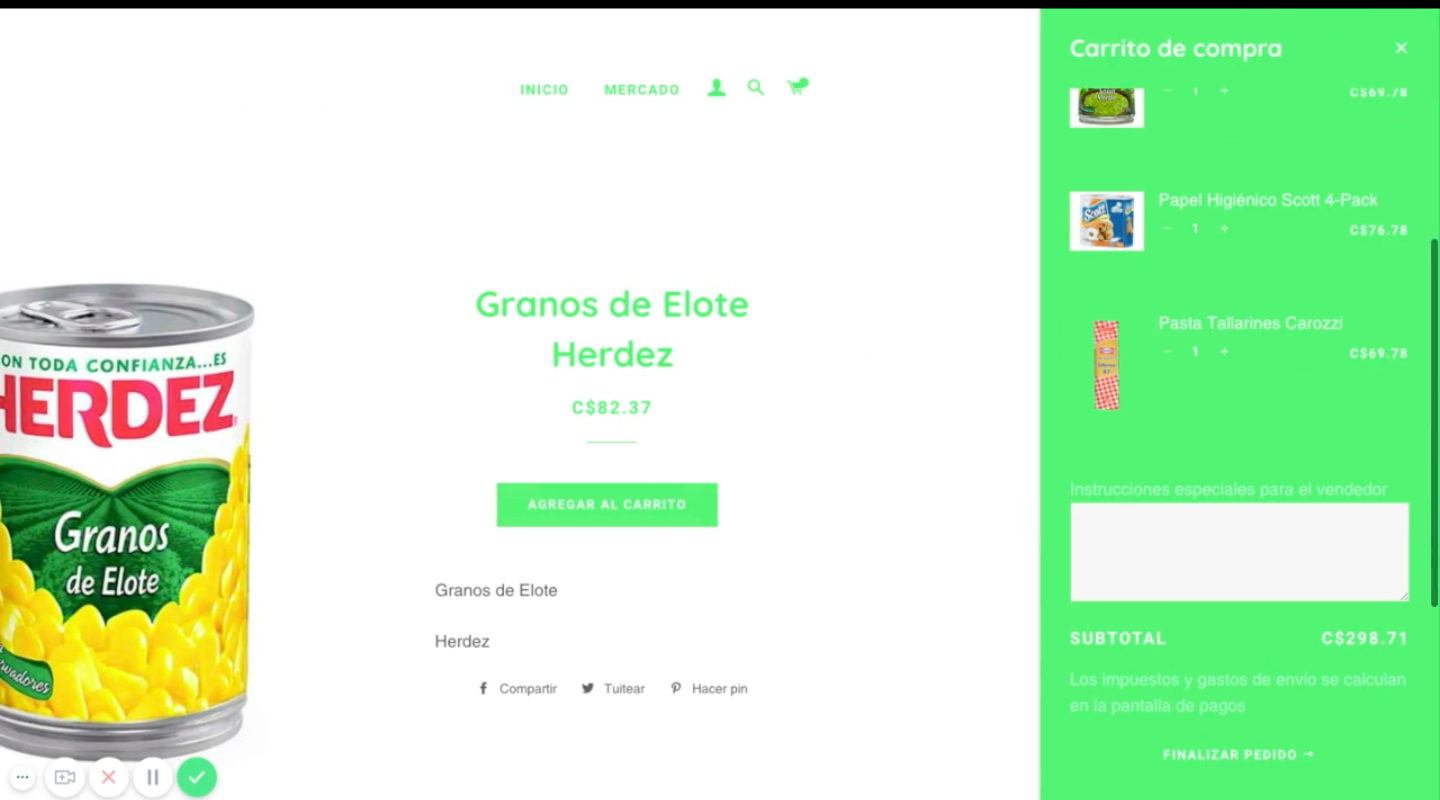 INICIO
MERCADO
ON TODA CONFIANZA...ES
HERDEZ
Granos
de Elote
Granos de Elote
Herdez
C$82.37
AGREGAR AL CARRITO
Granos de Elote
Herdez
Compartir
Tuitear
Hacer pin
Carrito de compra ×
− 1 + C$69.78
Papel Higiénico Scott 4-Pack
− 1 + C$76.78
Scott
Pasta Tallarines Carozzi
− 1 + C$69.78
Instrucciones especiales para el vendedor
SUBTOTAL C$298.71
Los impuestos y gastos de envío se calculan
en la pantalla de pagos
FINALIZAR PEDIDO →